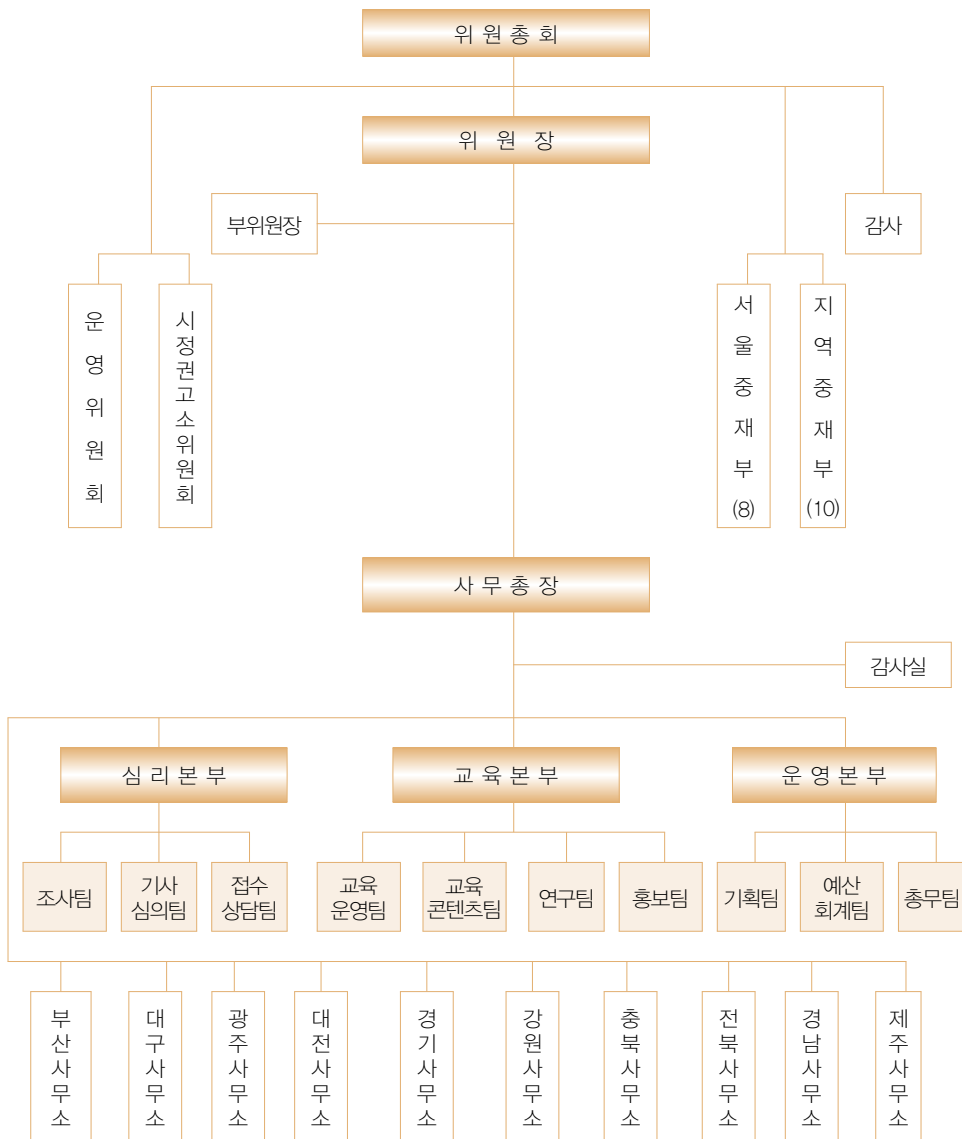 위원총회
위원장
부위원장
감사
운영위원회
시정권고소위원회
서울중재부(8)
지역중재부(10)
사무총장
감사실
심리본부
교육본부
운영본부
조사팀
기사
심의팀
접수
상담팀
교육
운영팀
교육
콘텐츠팀
연구팀
홍보팀
기획팀
예산
회계팀
총무팀
부산사무소
대구사무소
광주사무소
대전사무소
경기사무소
강원사무소
충북사무소
전북사무소
경남사무소
제주사무소